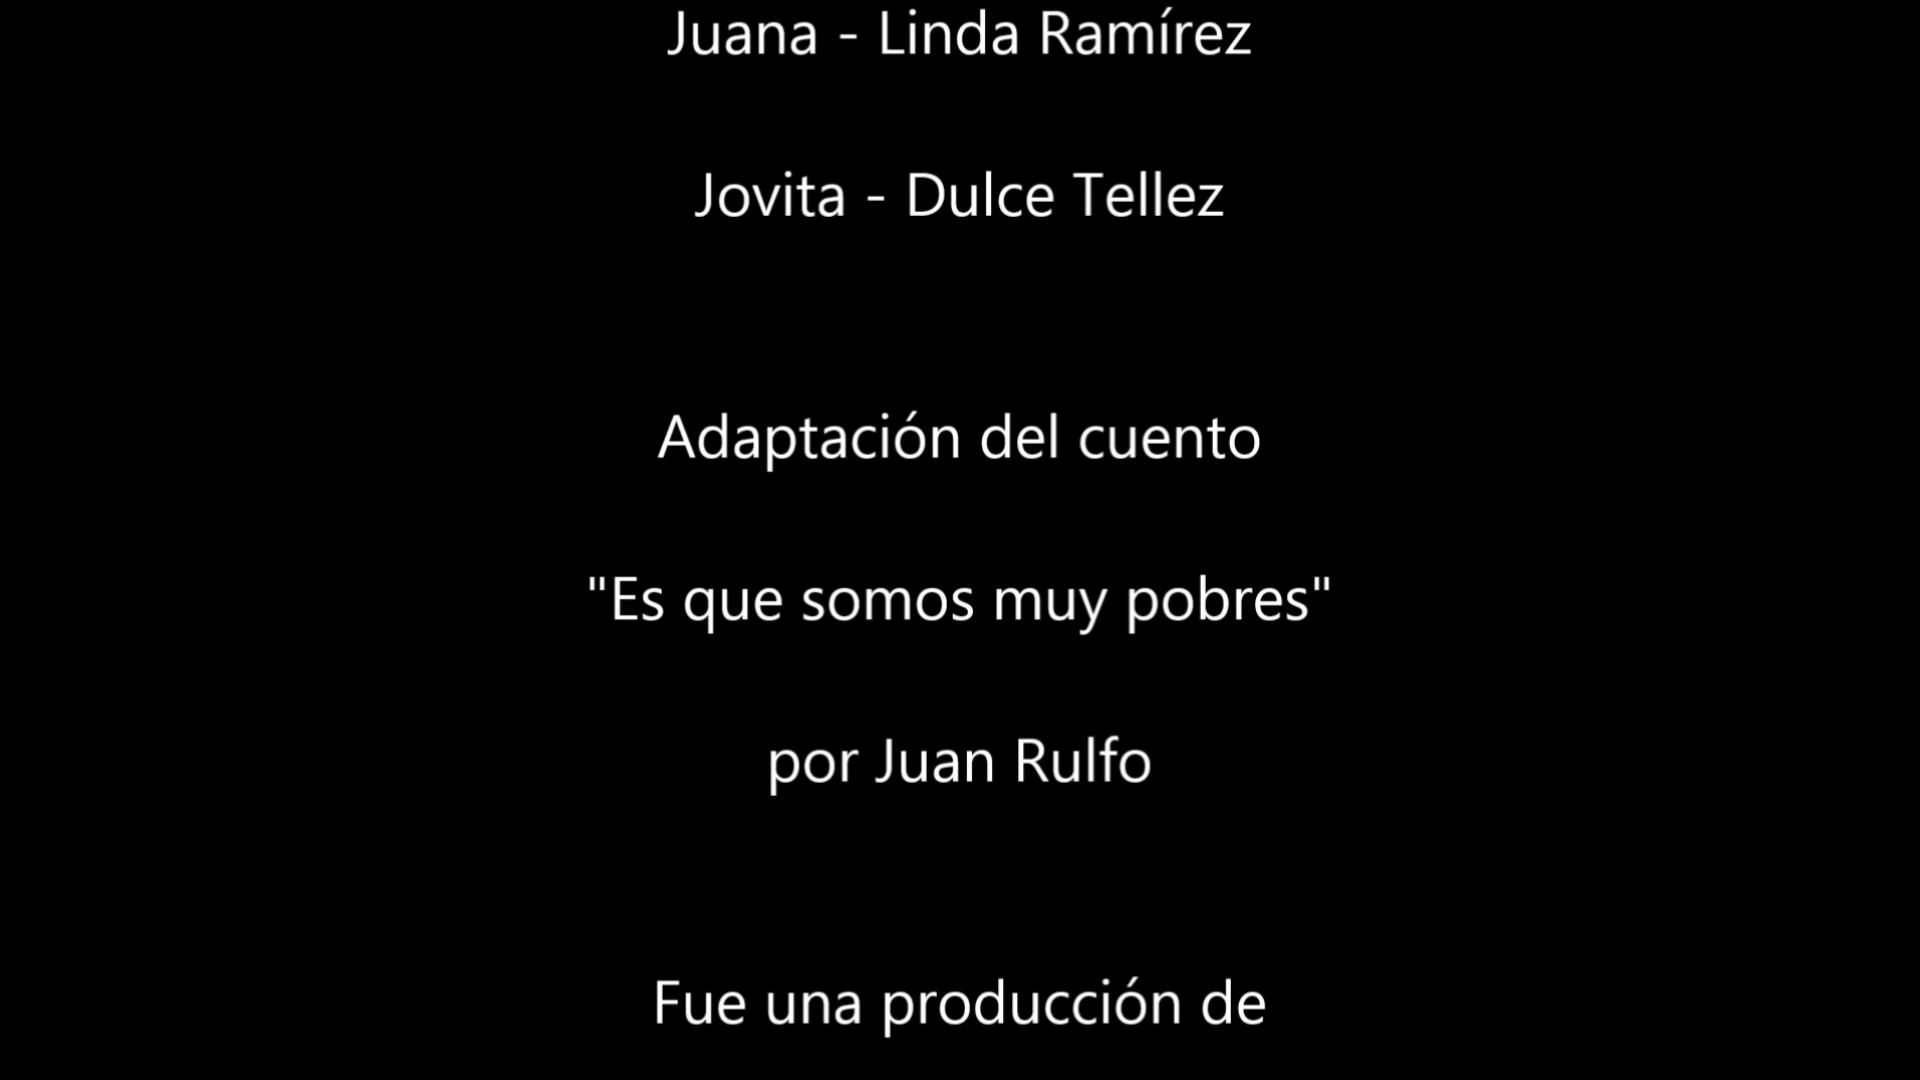 Juana - Linda Ramírez
Jovita - Dulce Tellez
Adaptación del cuento
"Es que somos muy pobres"
por Juan Rulfo
Fue una producción de